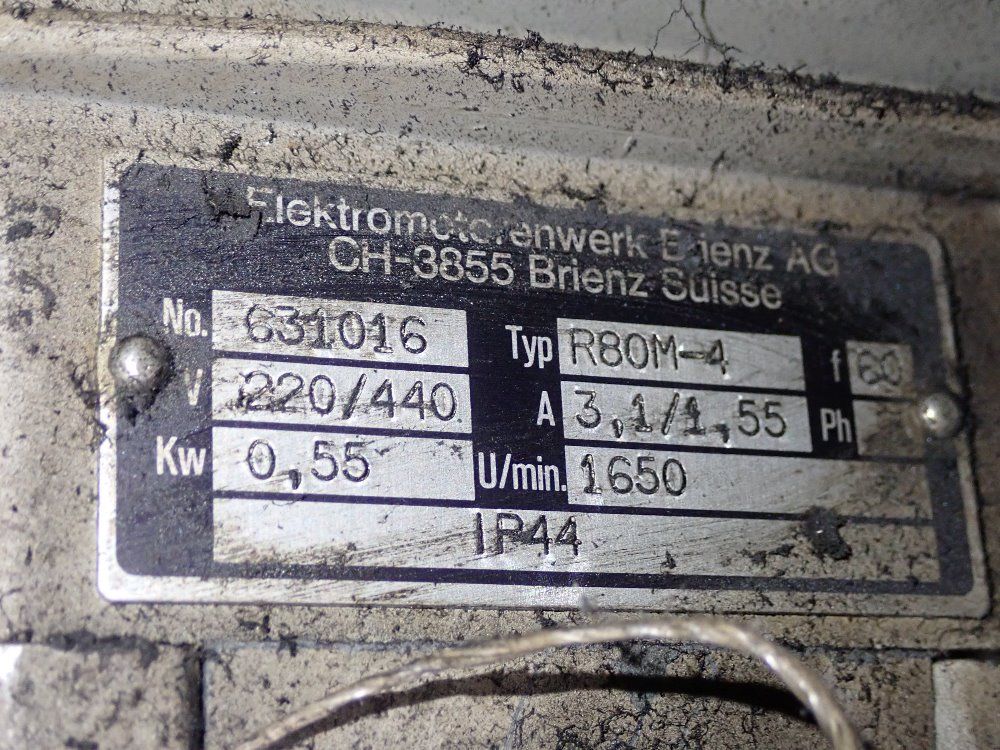 Elektromotorenwerk Brienz AG
CH-3855 Brienz Suisse
No. 631016 Typ R80M-4 f 60
V 220/440 A 3,1/1,55 Ph
Kw 0,55 U/min. 1650
IP44